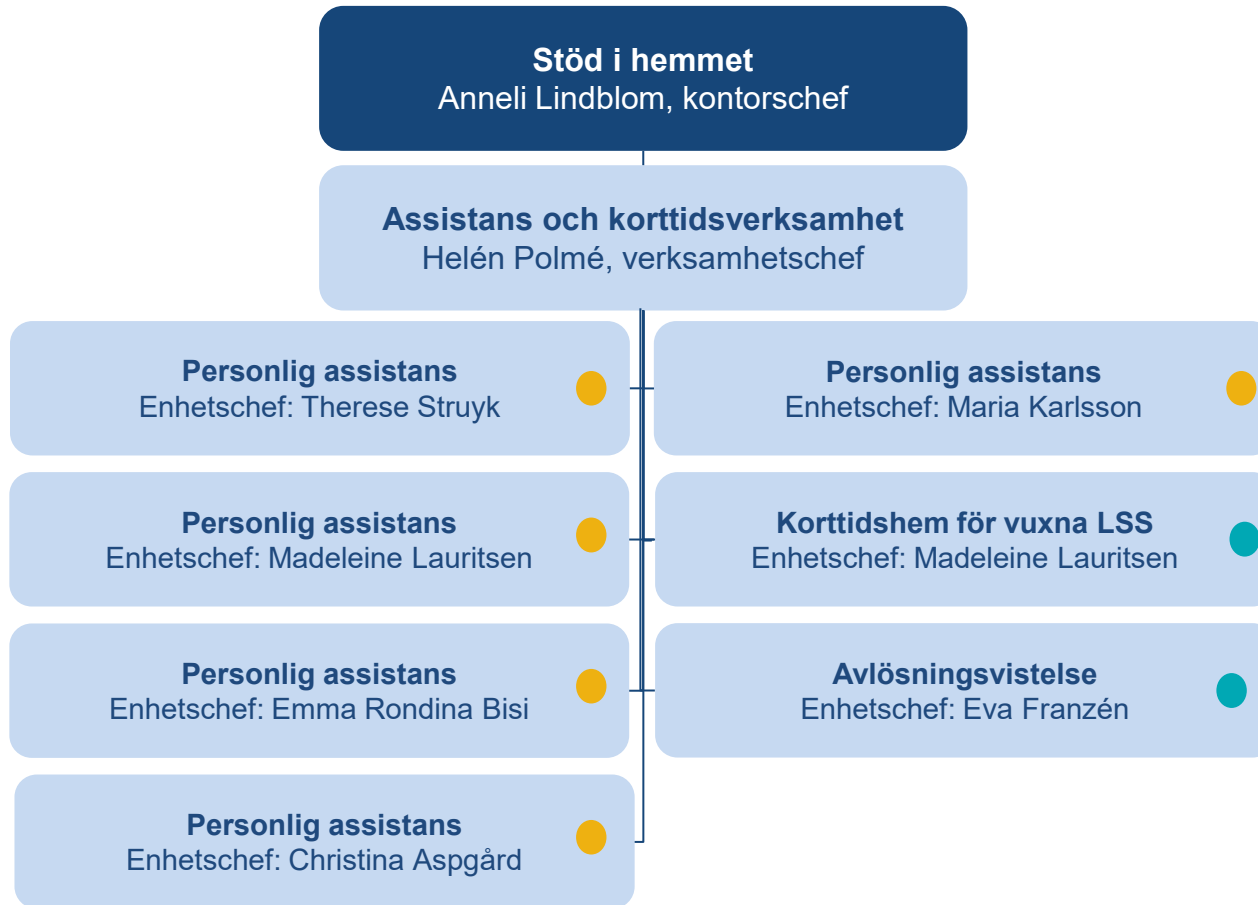 Stöd i hemmet
Anneli Lindblom, kontorschef
Assistans och korttidsverksamhet
Helén Polmé, verksamhetschef
Personlig assistans
Enhetschef: Therese Struyk
Personlig assistans
Enhetschef: Maria Karlsson
Personlig assistans
Enhetschef: Madeleine Lauritsen
Korttidshem för vuxna LSS
Enhetschef: Madeleine Lauritsen
Personlig assistans
Enhetschef: Emma Rondina Bisi
Avlösningsvistelse
Enhetschef: Eva Franzén
Personlig assistans
Enhetschef: Christina Aspgård